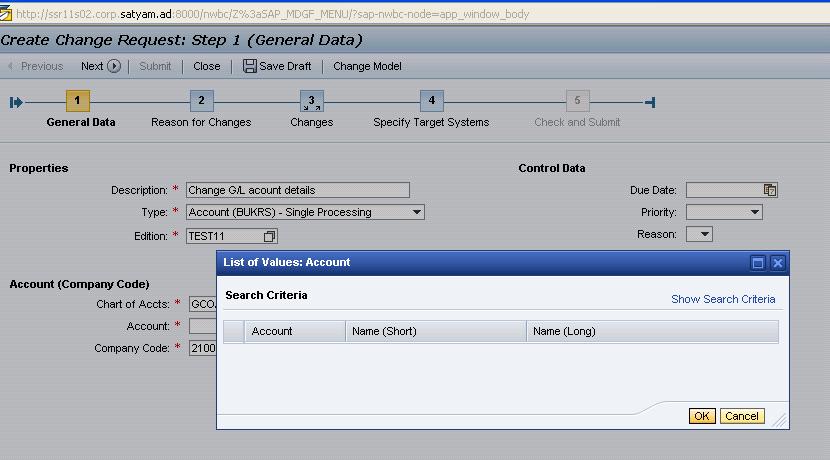 http://ssr11s02.corp.satyam.ad:8000/nwbc/Z%3aSAP_MDGF_MENU/?sap-nwbc-node=app_window_body
Create Change Request: Step 1 (General Data)
Previous Next Submit Close Save Draft Change Model
1 2 3 4 5
General Data Reason for Changes Changes Specify Target Systems Check and Submit
Properties Control Data
Description: * Change G/L acount details Due Date:
Type: * Account (BUKRS) - Single Processing Priority:
Edition: * TEST11 Reason:
List of Values: Account
Account (Company Code)
Search Criteria Show Search Criteria
Chart of Accts: *
Account: *
Account Name (Short) Name (Long)
Company Code: * 2100
OK Cancel